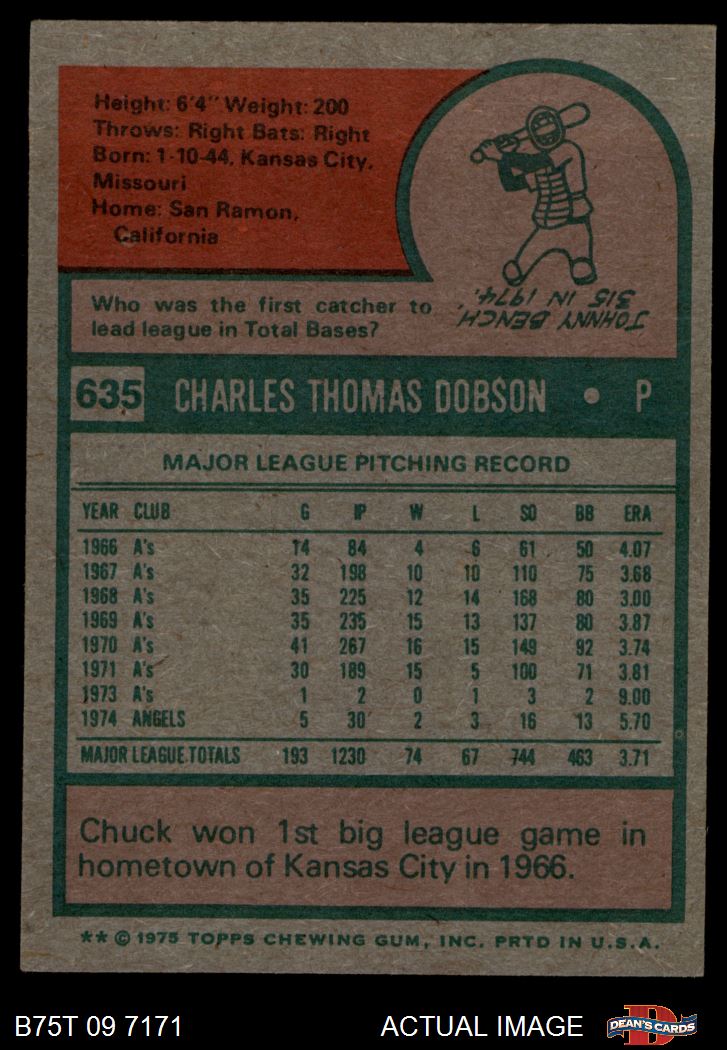 Height: 6'4" Weight: 200
Throws: Right Bats: Right
Born: 1-10-44, Kansas City,
Missouri
Home: San Ramon,
California
Who was the first catcher to
lead league in Total Bases?
JOHNNY BENCH,
315 IN 1974.
635 CHARLES THOMAS DOBSON • P
MAJOR LEAGUE PITCHING RECORD
YEAR CLUB G IP W L SO BB ERA
1966 A's 14 84 4 6 61 50 4.07
1967 A's 32 198 10 10 110 75 3.68
1968 A's 35 225 12 14 168 80 3.00
1969 A's 35 235 15 13 137 80 3.87
1970 A's 41 267 16 15 149 92 3.74
1971 A's 30 189 15 5 100 71 3.81
1973 A's 1 2 0 1 3 2 9.00
1974 ANGELS 5 30 2 3 16 13 5.70
MAJOR LEAGUE TOTALS 193 1230 74 67 744 463 3.71
Chuck won 1st big league game in
hometown of Kansas City in 1966.
** © 1975 TOPPS CHEWING GUM, INC. PRTD IN U.S.A.
B75T 09 7171 ACTUAL IMAGE D DEAN'S CARDS